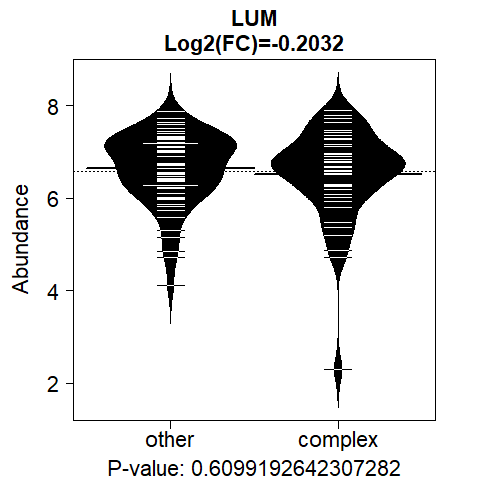 LUM
Log2(FC)=-0.2032
Abundance
8
6
4
2
other complex
P-value: 0.6099192642307282